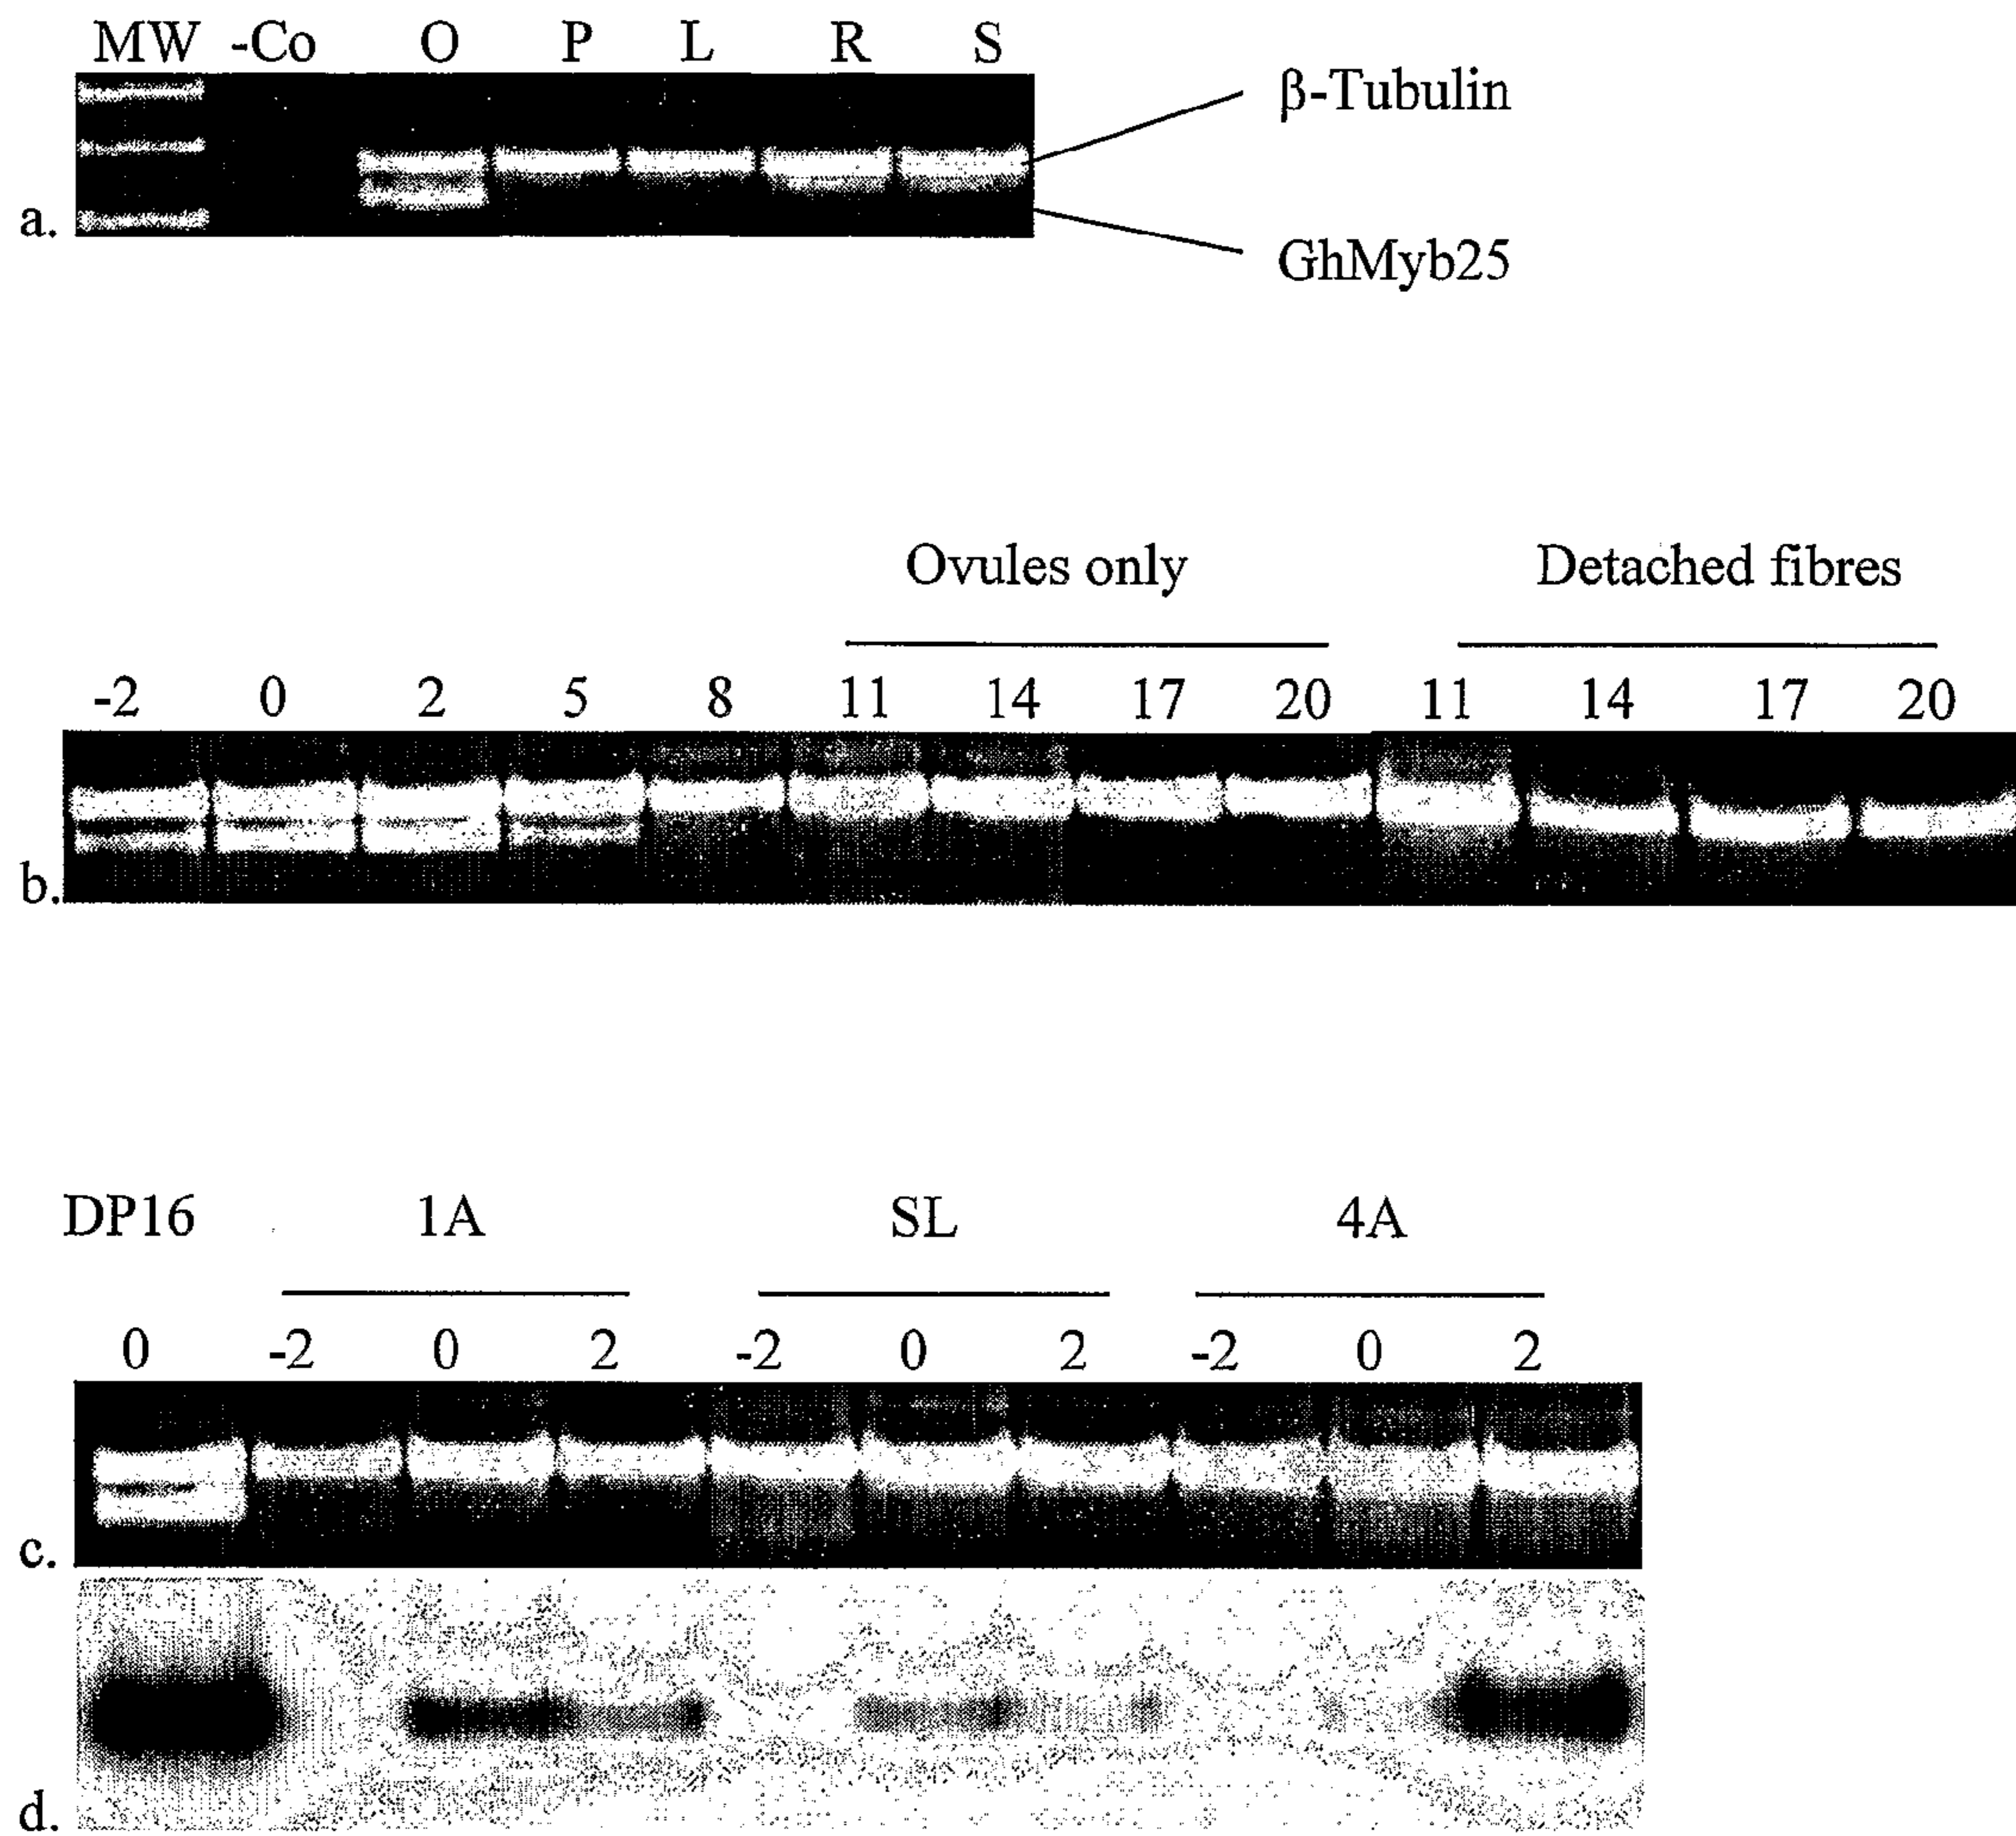 MW -Co O P L R S
β-Tubulin
a.
GhMyb25
Ovules only Detached fibres
-2 0 2 5 8 11 14 17 20 11 14 17 20
b.
DP16 1A SL 4A
0 -2 0 2 -2 0 2 -2 0 2
c.
d.